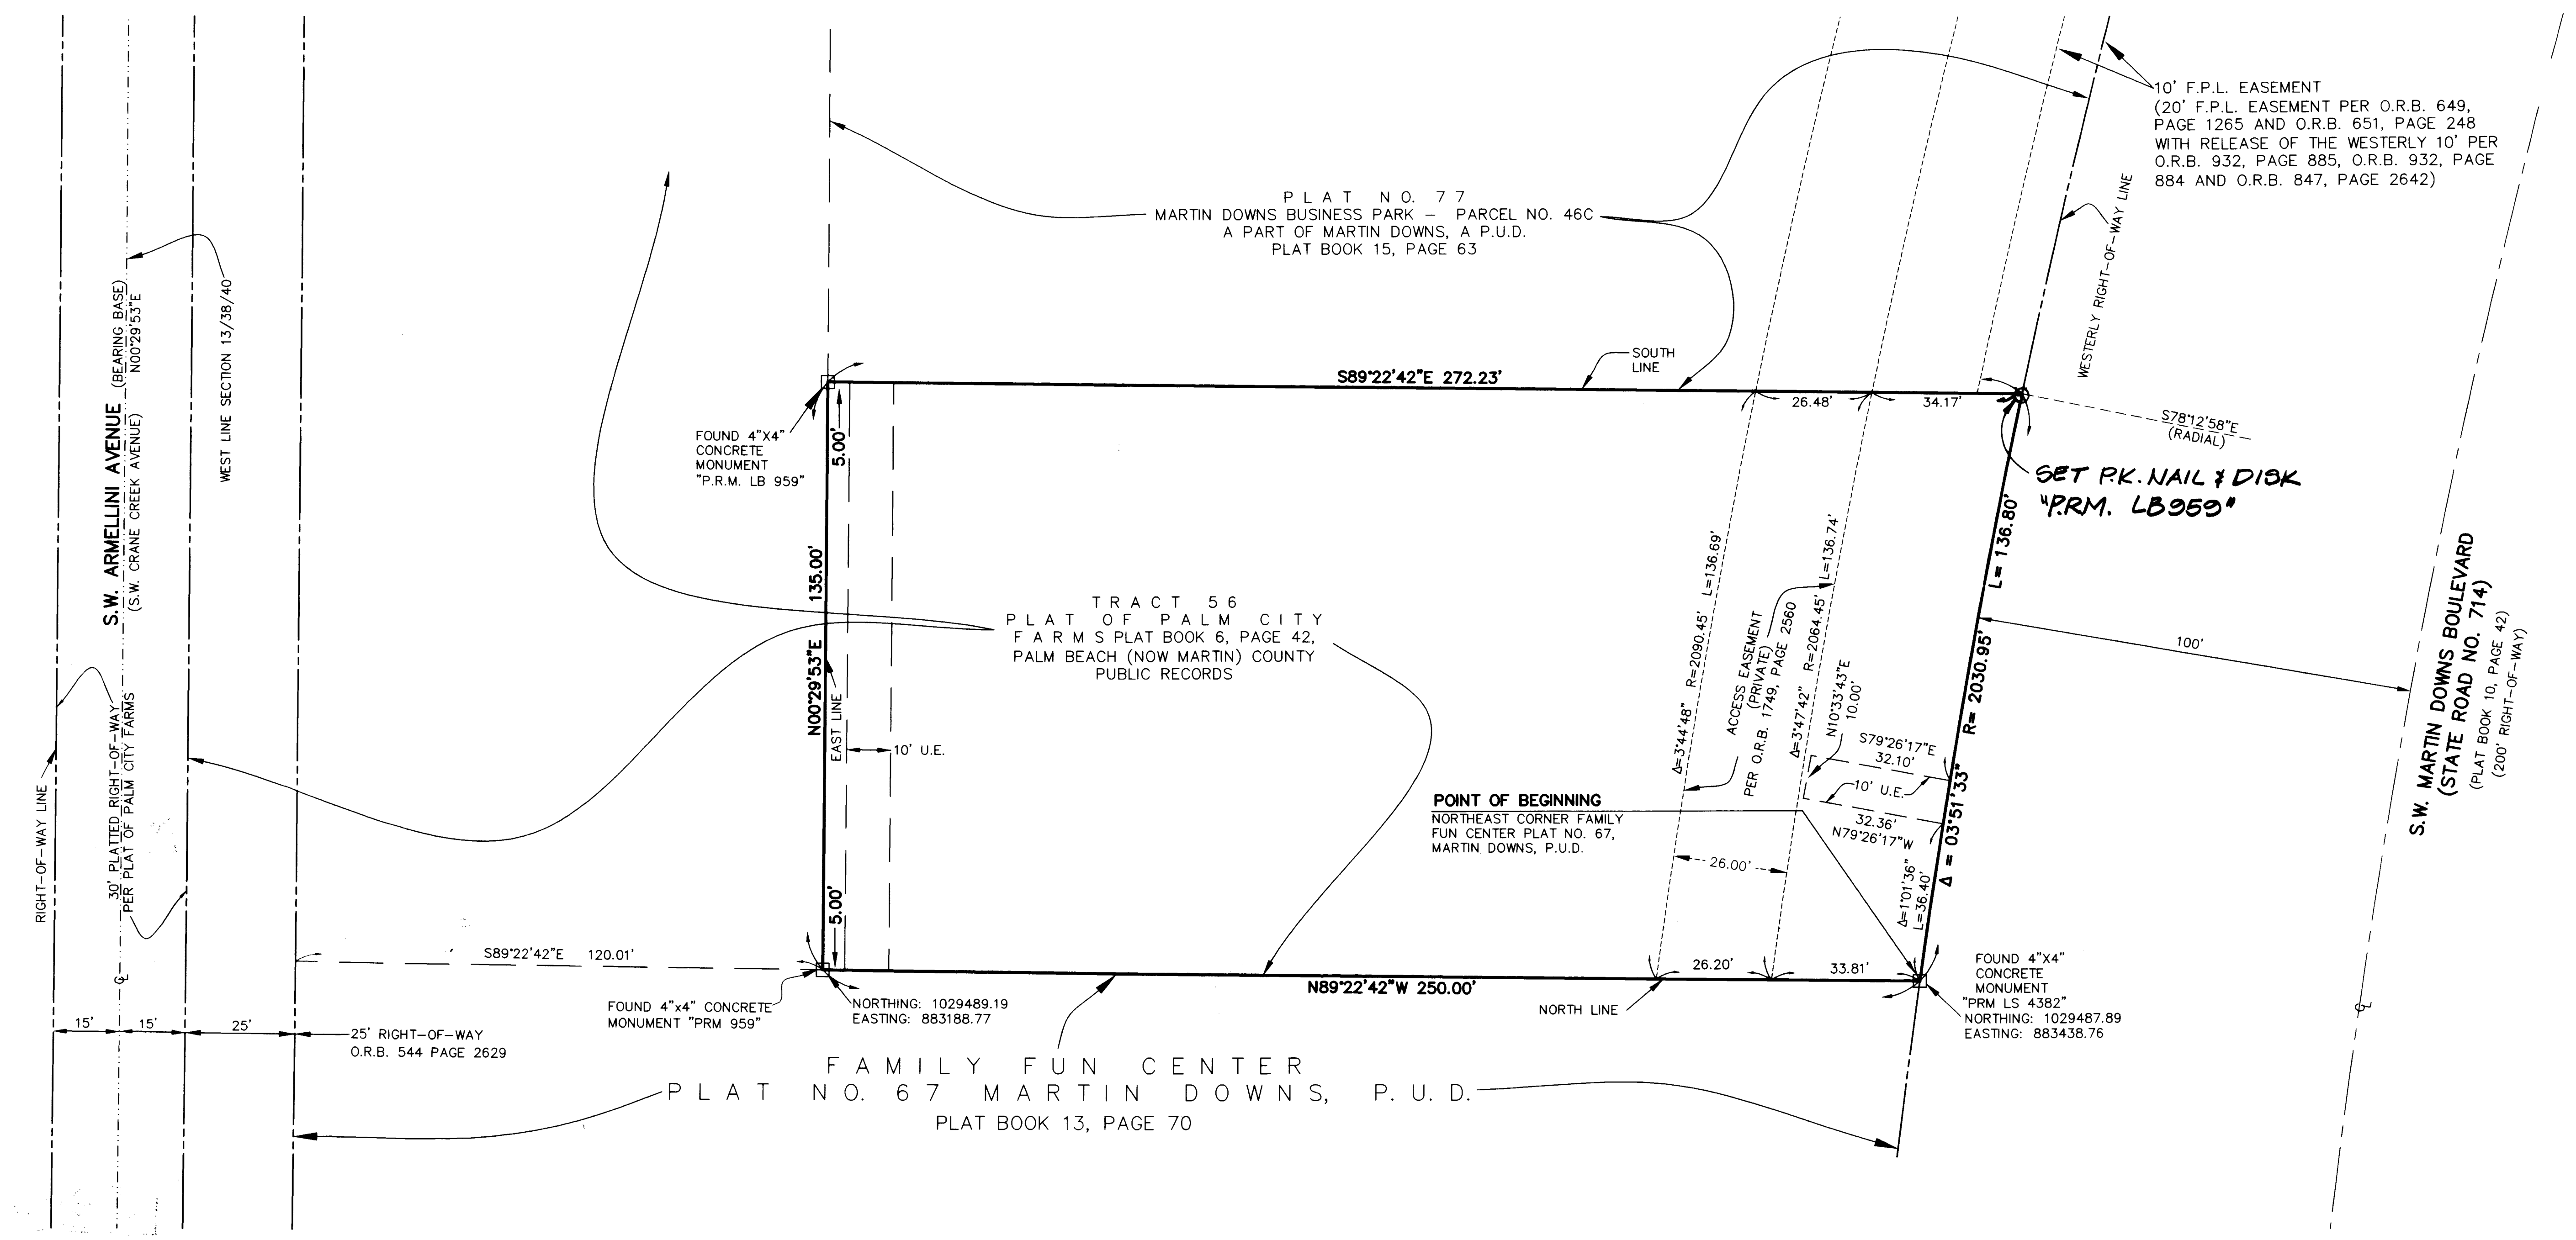 10' F.P.L. EASEMENT
(20' F.P.L. EASEMENT PER O.R.B. 649,
PAGE 1265 AND O.R.B. 651, PAGE 248
WITH RELEASE OF THE WESTERLY 10' PER
O.R.B. 932, PAGE 885, O.R.B. 932, PAGE
884 AND O.R.B. 847, PAGE 2642)
PLAT NO. 77
MARTIN DOWNS BUSINESS PARK – PARCEL NO. 46C
A PART OF MARTIN DOWNS, A P.U.D.
PLAT BOOK 15, PAGE 63
WESTERLY RIGHT-OF-WAY LINE
S.W. ARMELLINI AVENUE
(S.W. CRANE CREEK AVENUE)
(BEARING BASE)
N00°29'53"E
WEST LINE SECTION 13/38/40
SOUTH
LINE
S89°22'42"E 272.23'
26.48'
34.17'
S78°12'58"E
(RADIAL)
FOUND 4"X4"
CONCRETE
MONUMENT
"P.R.M. LB 959"
5.00'
SET P.K. NAIL & DISK
"P.R.M. LB959"
N00°29'53"E 135.00'
EAST LINE
10' U.E.
5.00'
TRACT 56
PLAT OF PALM CITY
FARMS PLAT BOOK 6, PAGE 42,
PALM BEACH (NOW MARTIN) COUNTY
PUBLIC RECORDS
Δ=3°44'48" R=2090.45' L=136.69'
ACCESS EASEMENT
(PRIVATE)
PER O.R.B. 1749, PAGE 2560
Δ=3°47'42" R=2064.45' L=136.74'
N10°33'43"E
10.00'
S79°26'17"E
32.10'
10' U.E.
32.36'
N79°26'17"W
Δ=1°01'36"
L=36.40'
Δ = 03°51'33" R= 2030.95' L= 136.80'
100'
S.W. MARTIN DOWNS BOULEVARD
(STATE ROAD NO. 714)
(PLAT BOOK 10, PAGE 42)
(200' RIGHT-OF-WAY)
POINT OF BEGINNING
NORTHEAST CORNER FAMILY
FUN CENTER PLAT NO. 67,
MARTIN DOWNS, P.U.D.
26.00'
RIGHT-OF-WAY LINE
30' PLATTED RIGHT-OF-WAY
PER PLAT OF PALM CITY FARMS
S89°22'42"E 120.01'
26.20'
33.81'
N89°22'42"W 250.00'
NORTH LINE
FOUND 4"x4" CONCRETE
MONUMENT "PRM 959"
NORTHING: 1029489.19
EASTING: 883188.77
FOUND 4"X4"
CONCRETE
MONUMENT
"PRM LS 4382"
NORTHING: 1029487.89
EASTING: 883438.76
15'
15'
25'
25' RIGHT-OF-WAY
O.R.B. 544 PAGE 2629
FAMILY FUN CENTER
PLAT NO. 67 MARTIN DOWNS, P.U.D.
PLAT BOOK 13, PAGE 70